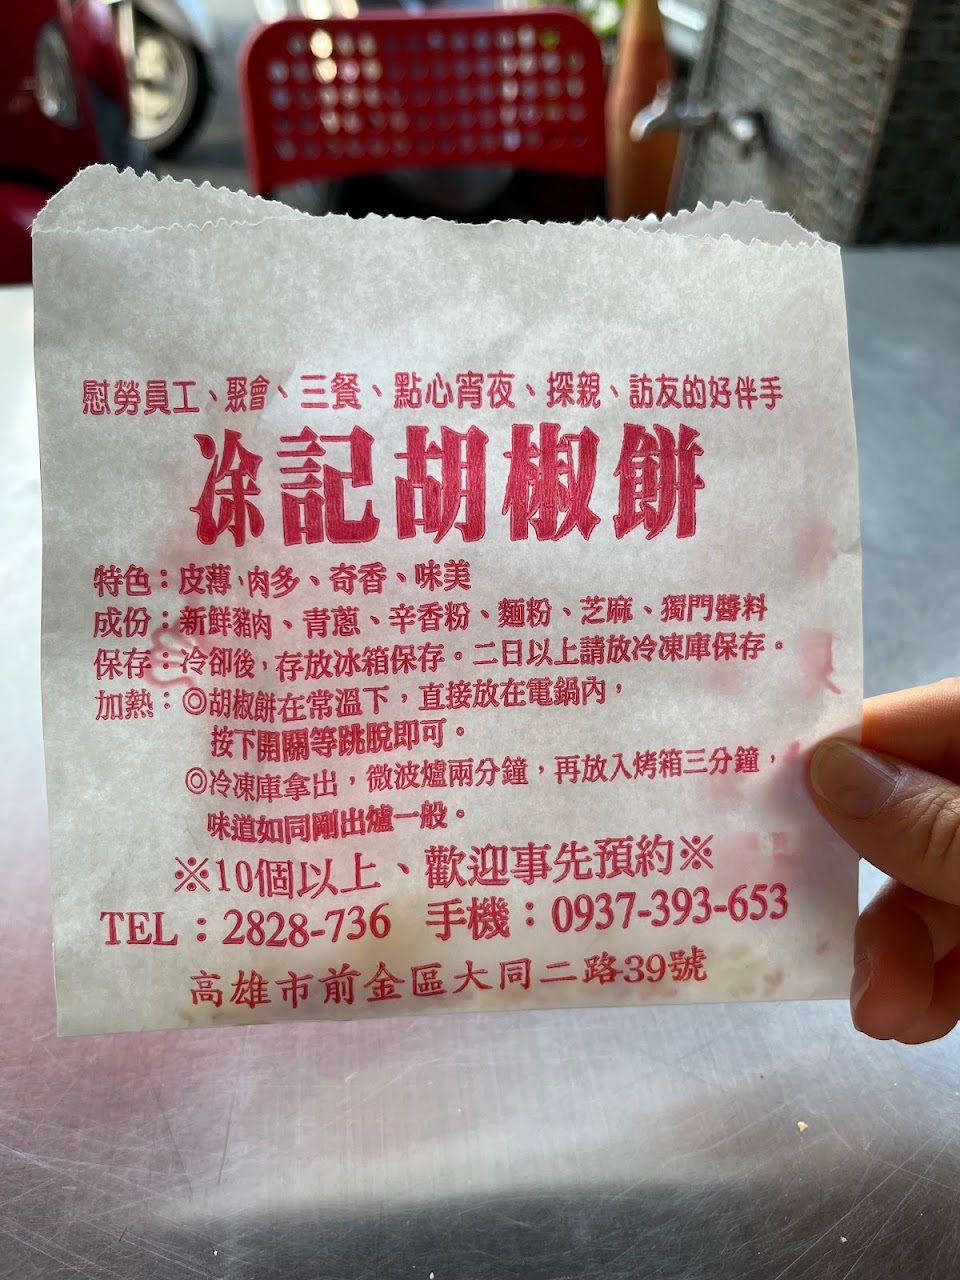 慰勞員工、聚會、三餐、點心宵夜、探親、訪友的好伴手
凃記胡椒餅
特色：皮薄、肉多、奇香、味美
成份：新鮮豬肉、青蔥、辛香粉、麵粉、芝麻、獨門醬料
保存：冷卻後，存放冰箱保存。二日以上請放冷凍庫保存。
加熱：◎胡椒餅在常溫下，直接放在電鍋內，
按下開關等跳脫即可。
◎冷凍庫拿出，微波爐兩分鐘，再放入烤箱三分鐘，
味道如同剛出爐一般。
※10個以上、歡迎事先預約※
TEL：2828-736 手機：0937-393-653
高雄市前金區大同二路39號